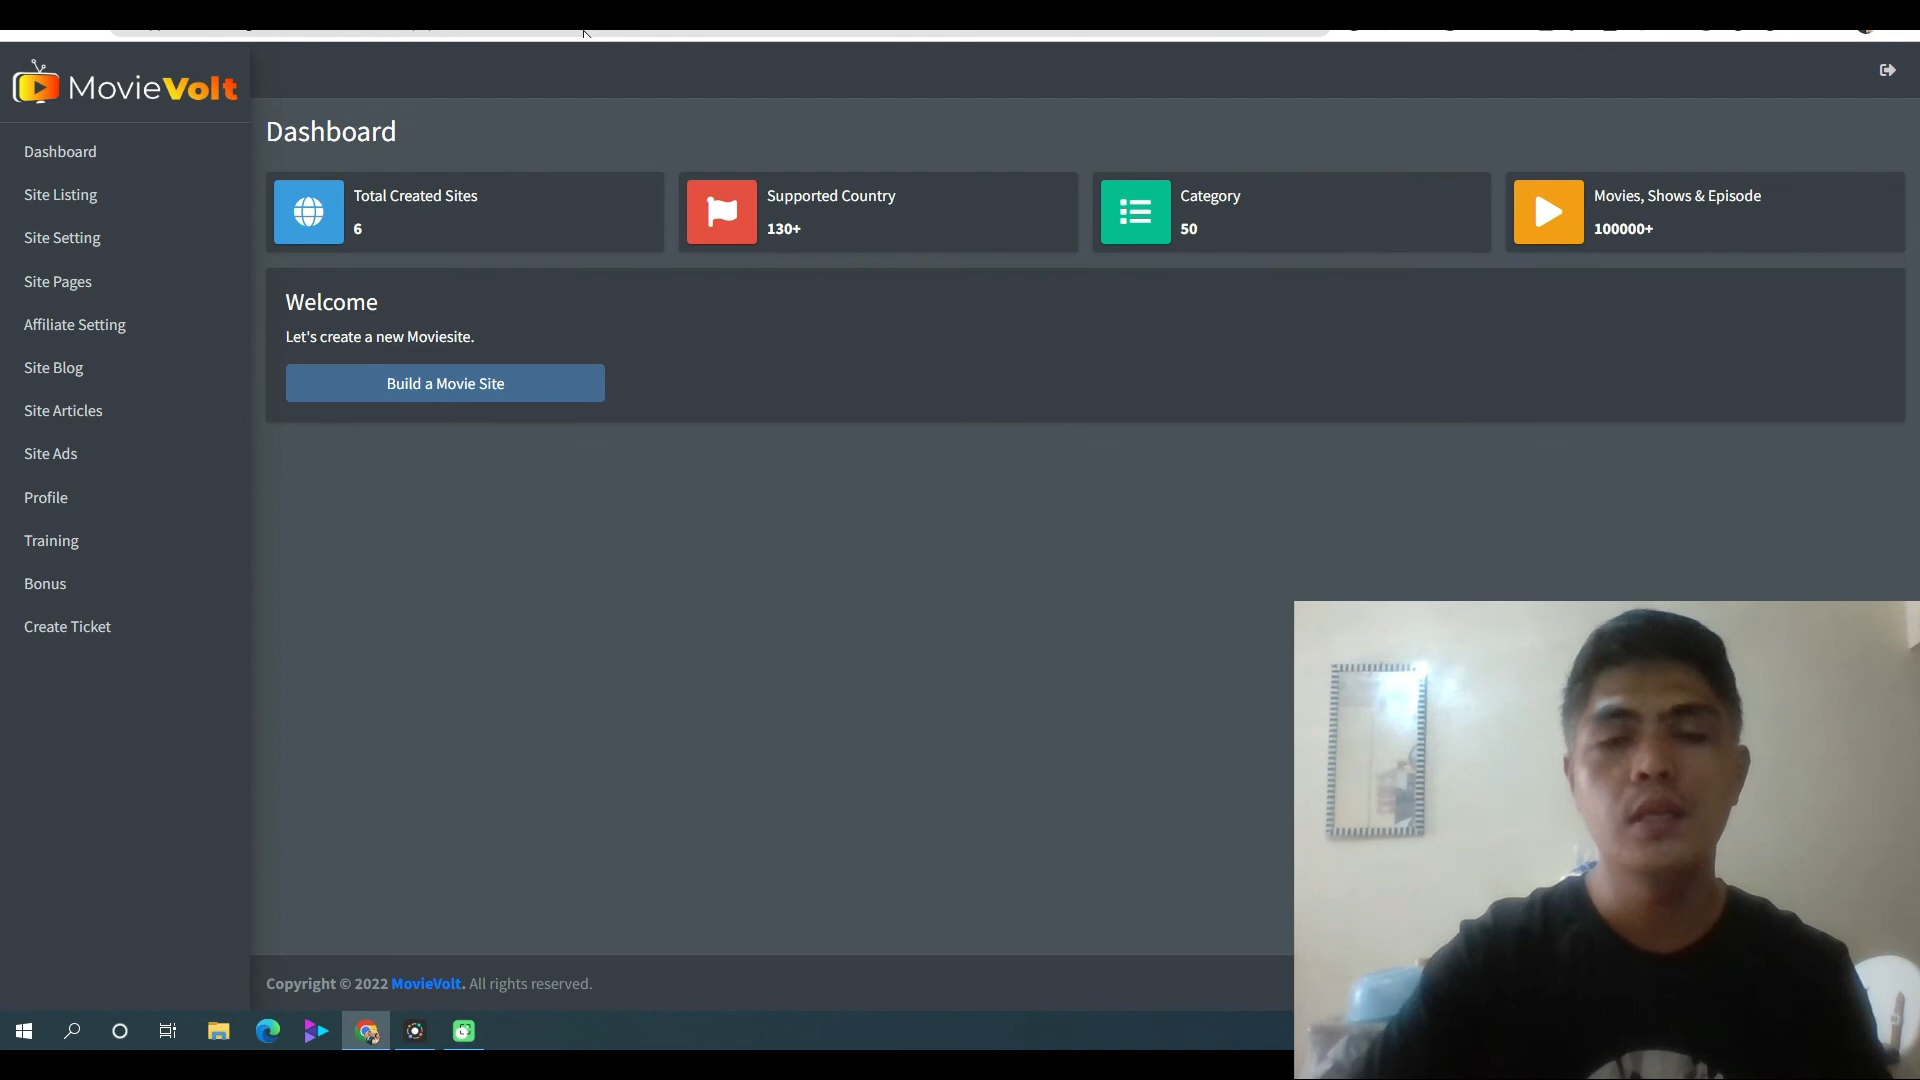 MovieVolt
Dashboard
Site Listing
Site Setting
Site Pages
Affiliate Setting
Site Blog
Site Articles
Site Ads
Profile
Training
Bonus
Create Ticket
Dashboard
Total Created Sites
6
Supported Country
130+
Category
50
Movies, Shows & Episode
100000+
Welcome
Let's create a new Moviesite.
Build a Movie Site
Copyright © 2022 MovieVolt. All rights reserved.